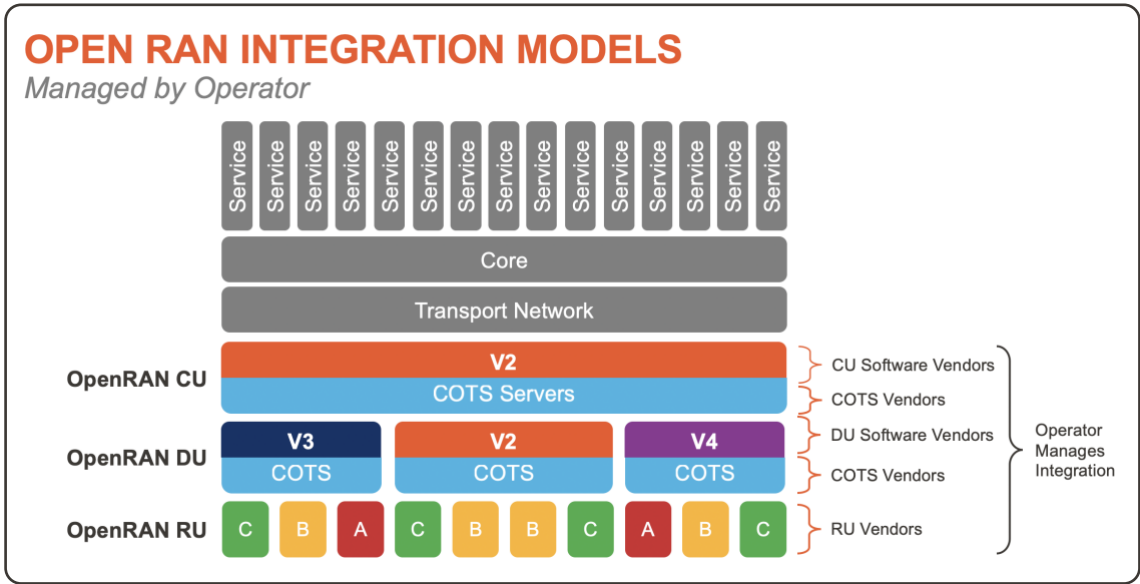 OPEN RAN INTEGRATION MODELS
Managed by Operator
Service Service Service Service Service Service Service Service Service Service Service Service Service Service Service
Core
Transport Network
OpenRAN CU
V2
COTS Servers
CU Software Vendors
COTS Vendors
OpenRAN DU
V3 V2 V4
COTS COTS COTS
DU Software Vendors
COTS Vendors
OpenRAN RU
C B A C B B C A B C
RU Vendors
Operator
Manages
Integration